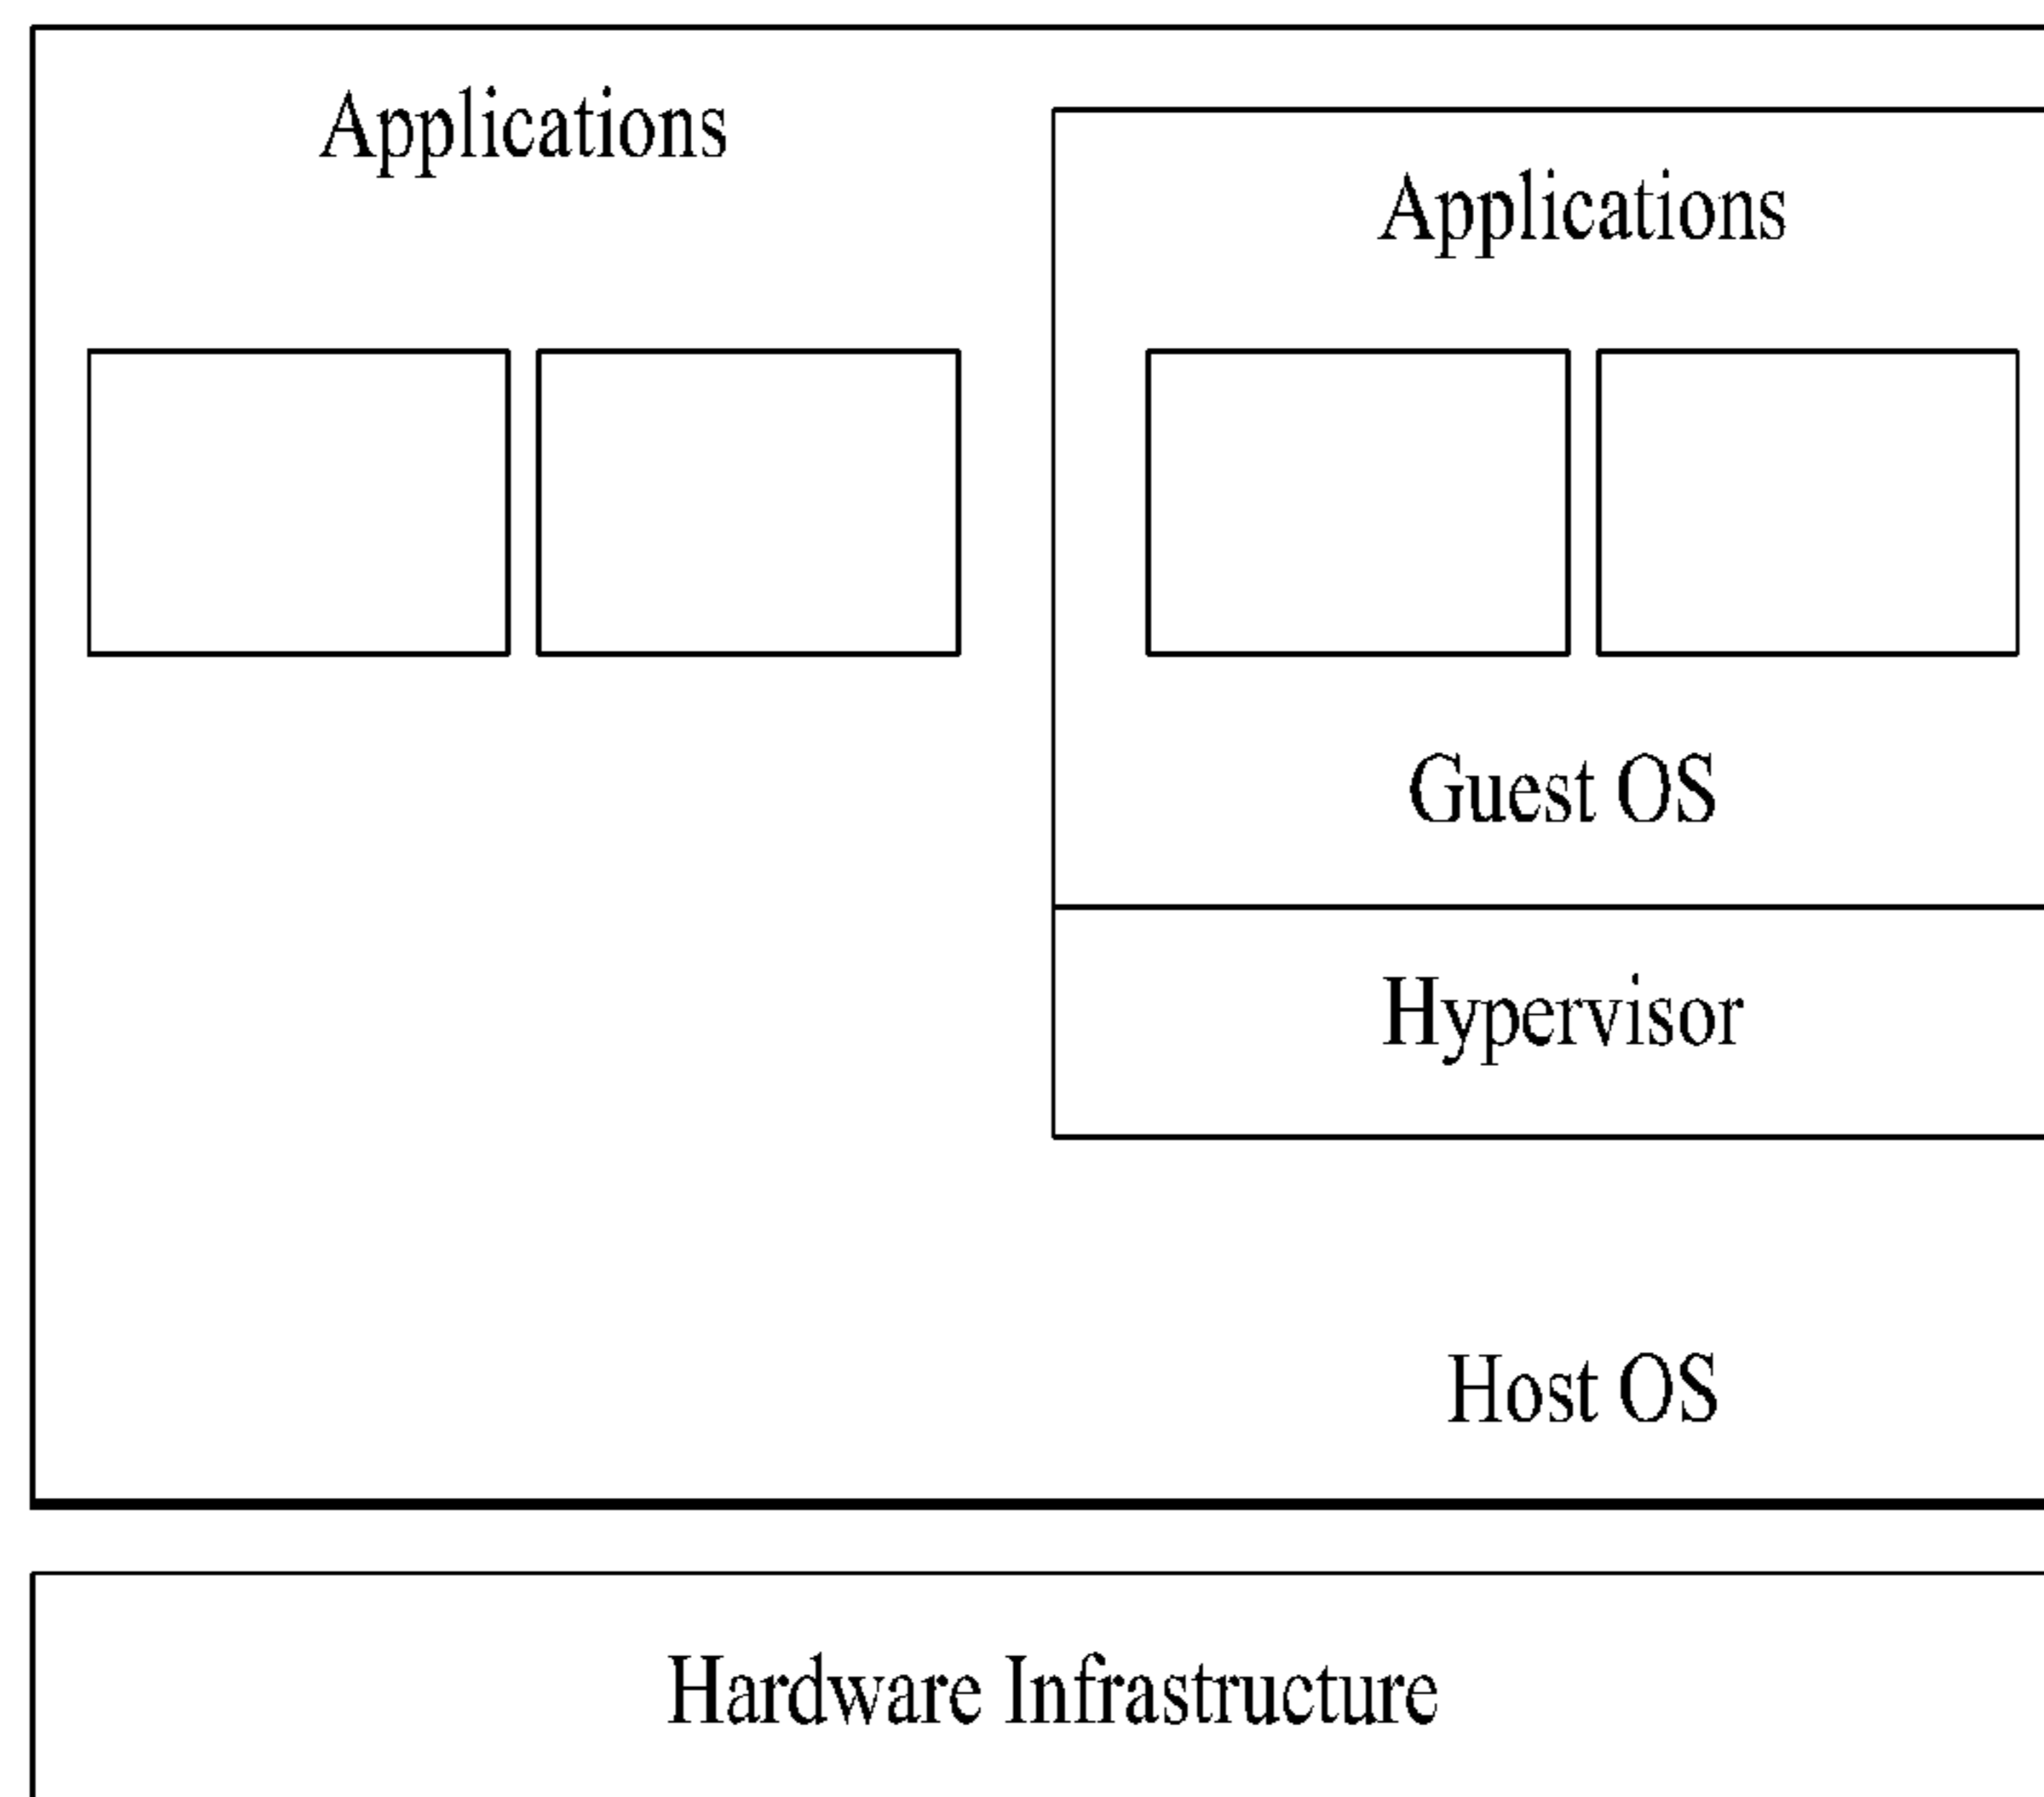 Applications
Applications
Guest OS
Hypervisor
Host OS
Hardware Infrastructure